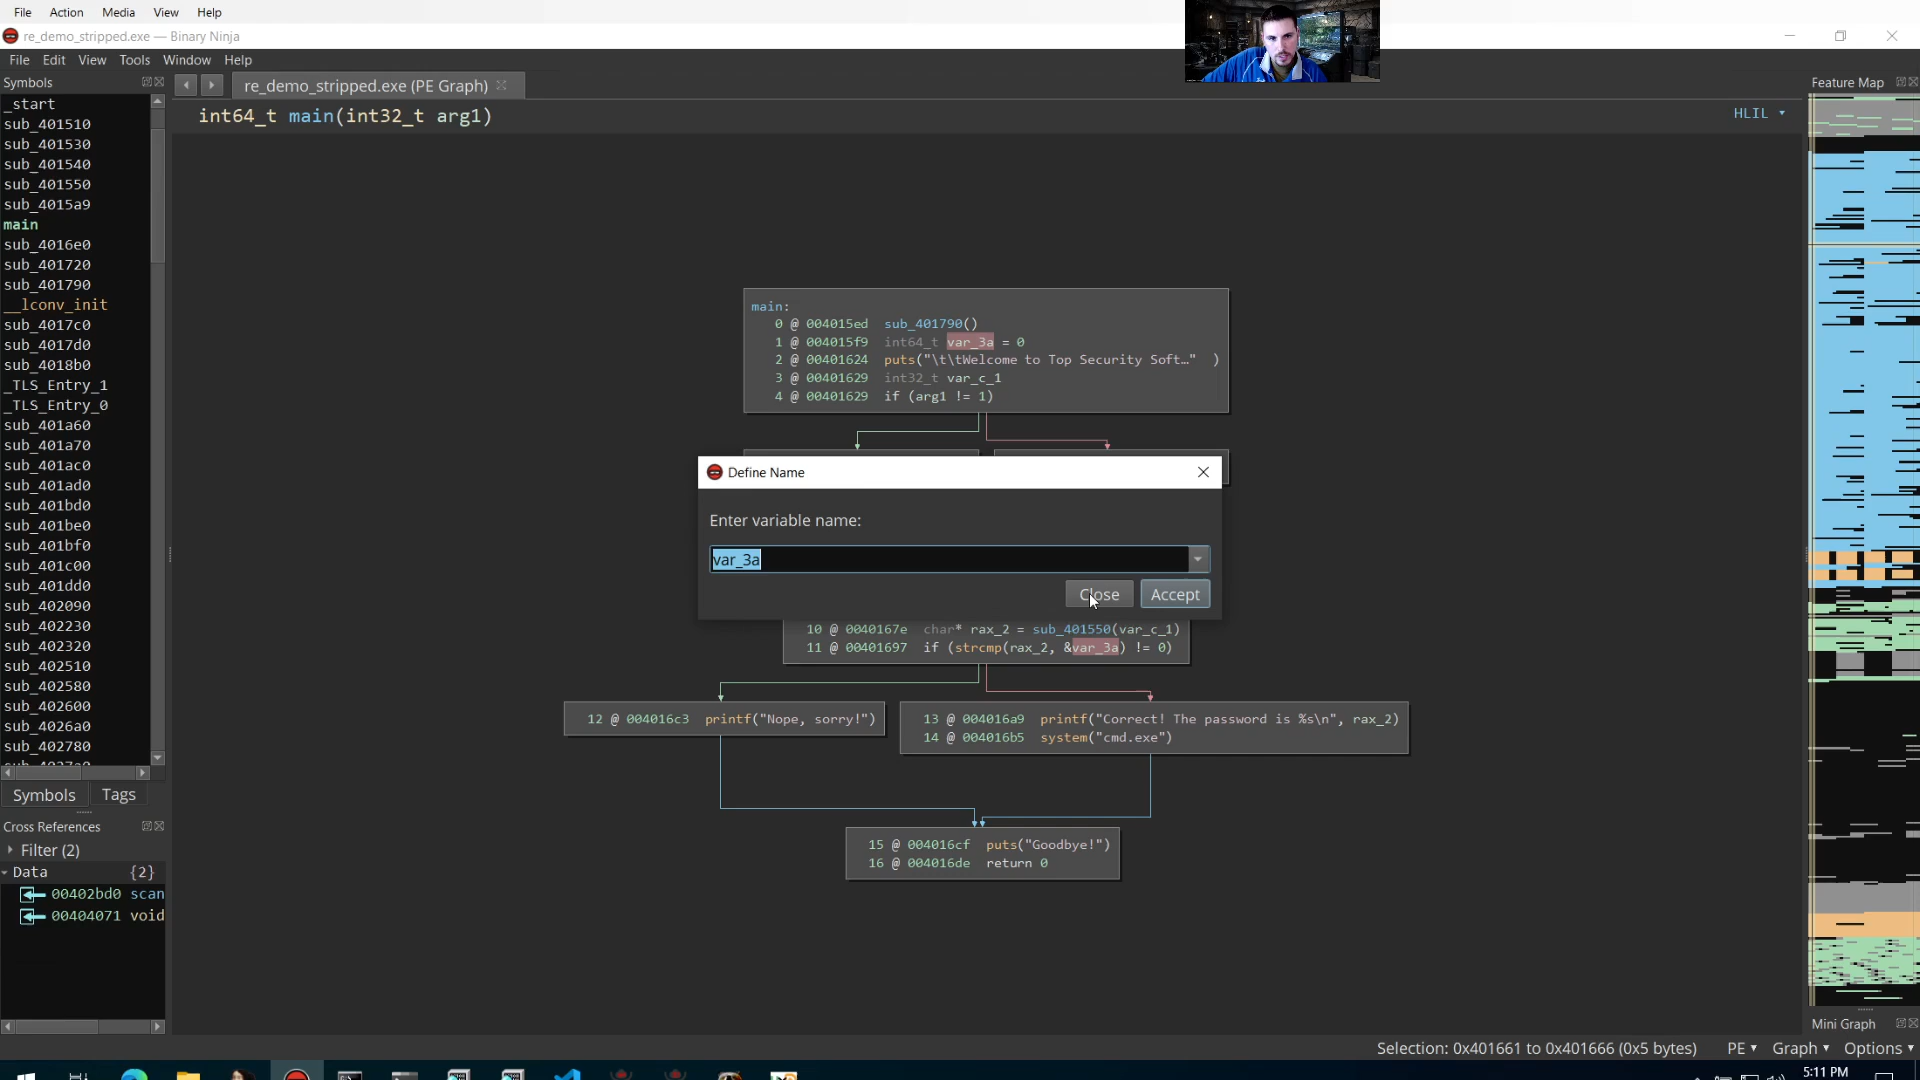 File Action Media View Help
re_demo_stripped.exe — Binary Ninja
File Edit View Tools Window Help
Symbols
re_demo_stripped.exe (PE Graph)
Feature Map
int64_t main(int32_t arg1)
HLIL
_start
sub_401510
sub_401530
sub_401540
sub_401550
sub_4015a9
main
sub_4016e0
sub_401720
sub_401790
__lconv_init
sub_4017c0
sub_4017d0
sub_4018b0
_TLS_Entry_1
_TLS_Entry_0
sub_401a60
sub_401a70
sub_401ac0
sub_401ad0
sub_401bd0
sub_401be0
sub_401bf0
sub_401c00
sub_401dd0
sub_402090
sub_402230
sub_402320
sub_402510
sub_402580
sub_402600
sub_4026a0
sub_402780
Symbols Tags
Cross References
Filter (2)
Data {2}
00402bd0 scan
00404071 void
main:
0 @ 004015ed sub_401790()
1 @ 004015f9 int64_t var_3a = 0
2 @ 00401624 puts("\t\tWelcome to Top Security Soft…" )
3 @ 00401629 int32_t var_c_1
4 @ 00401629 if (arg1 != 1)
Define Name
Enter variable name:
var_3a
Close Accept
10 @ 0040167e char* rax_2 = sub_401550(var_c_1)
11 @ 00401697 if (strcmp(rax_2, &var_3a) != 0)
12 @ 004016c3 printf("Nope, sorry!")
13 @ 004016a9 printf("Correct! The password is %s\n", rax_2)
14 @ 004016b5 system("cmd.exe")
15 @ 004016cf puts("Goodbye!")
16 @ 004016de return 0
Mini Graph
Selection: 0x401661 to 0x401666 (0x5 bytes) PE Graph Options
5:11 PM